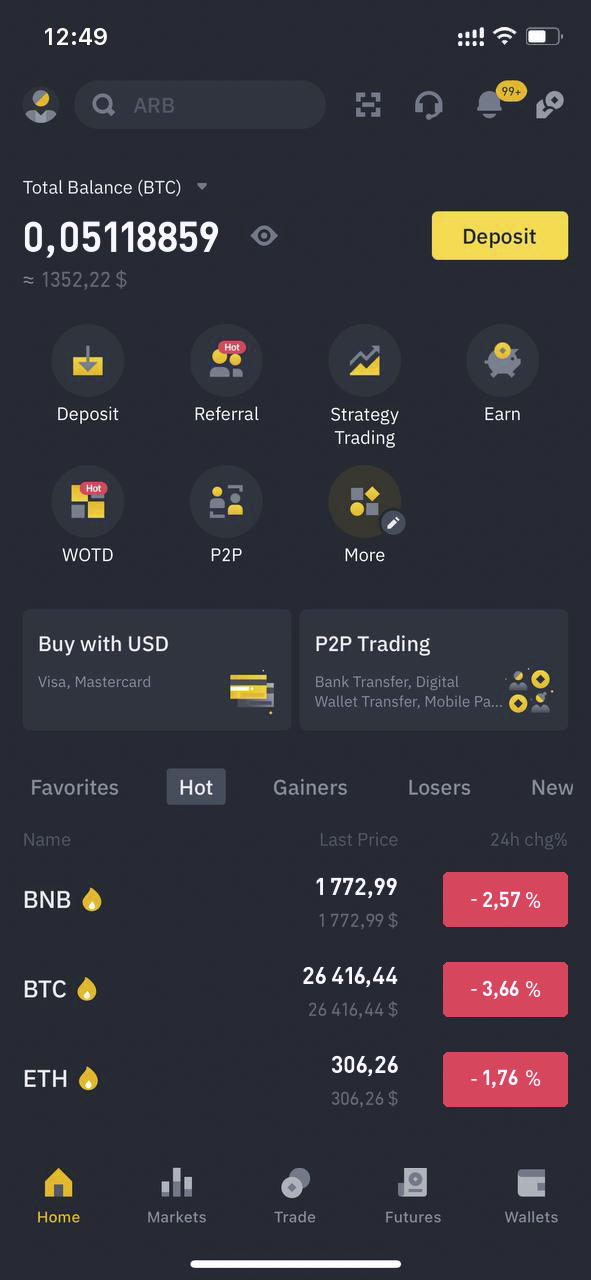 12:49
ARB
99+
Total Balance (BTC)
0,05118859
Deposit
≈ 1352,22 $
Hot
Deposit
Referral
Strategy
Trading
Earn
Hot
WOTD
P2P
More
Buy with USD
Visa, Mastercard
P2P Trading
Bank Transfer, Digital
Wallet Transfer, Mobile Pa...
Favorites Hot Gainers Losers New
Name Last Price 24h chg%
BNB 1 772,99 - 2,57 %
1 772,99 $
BTC 26 416,44 - 3,66 %
26 416,44 $
ETH 306,26 - 1,76 %
306,26 $
Home Markets Trade Futures Wallets